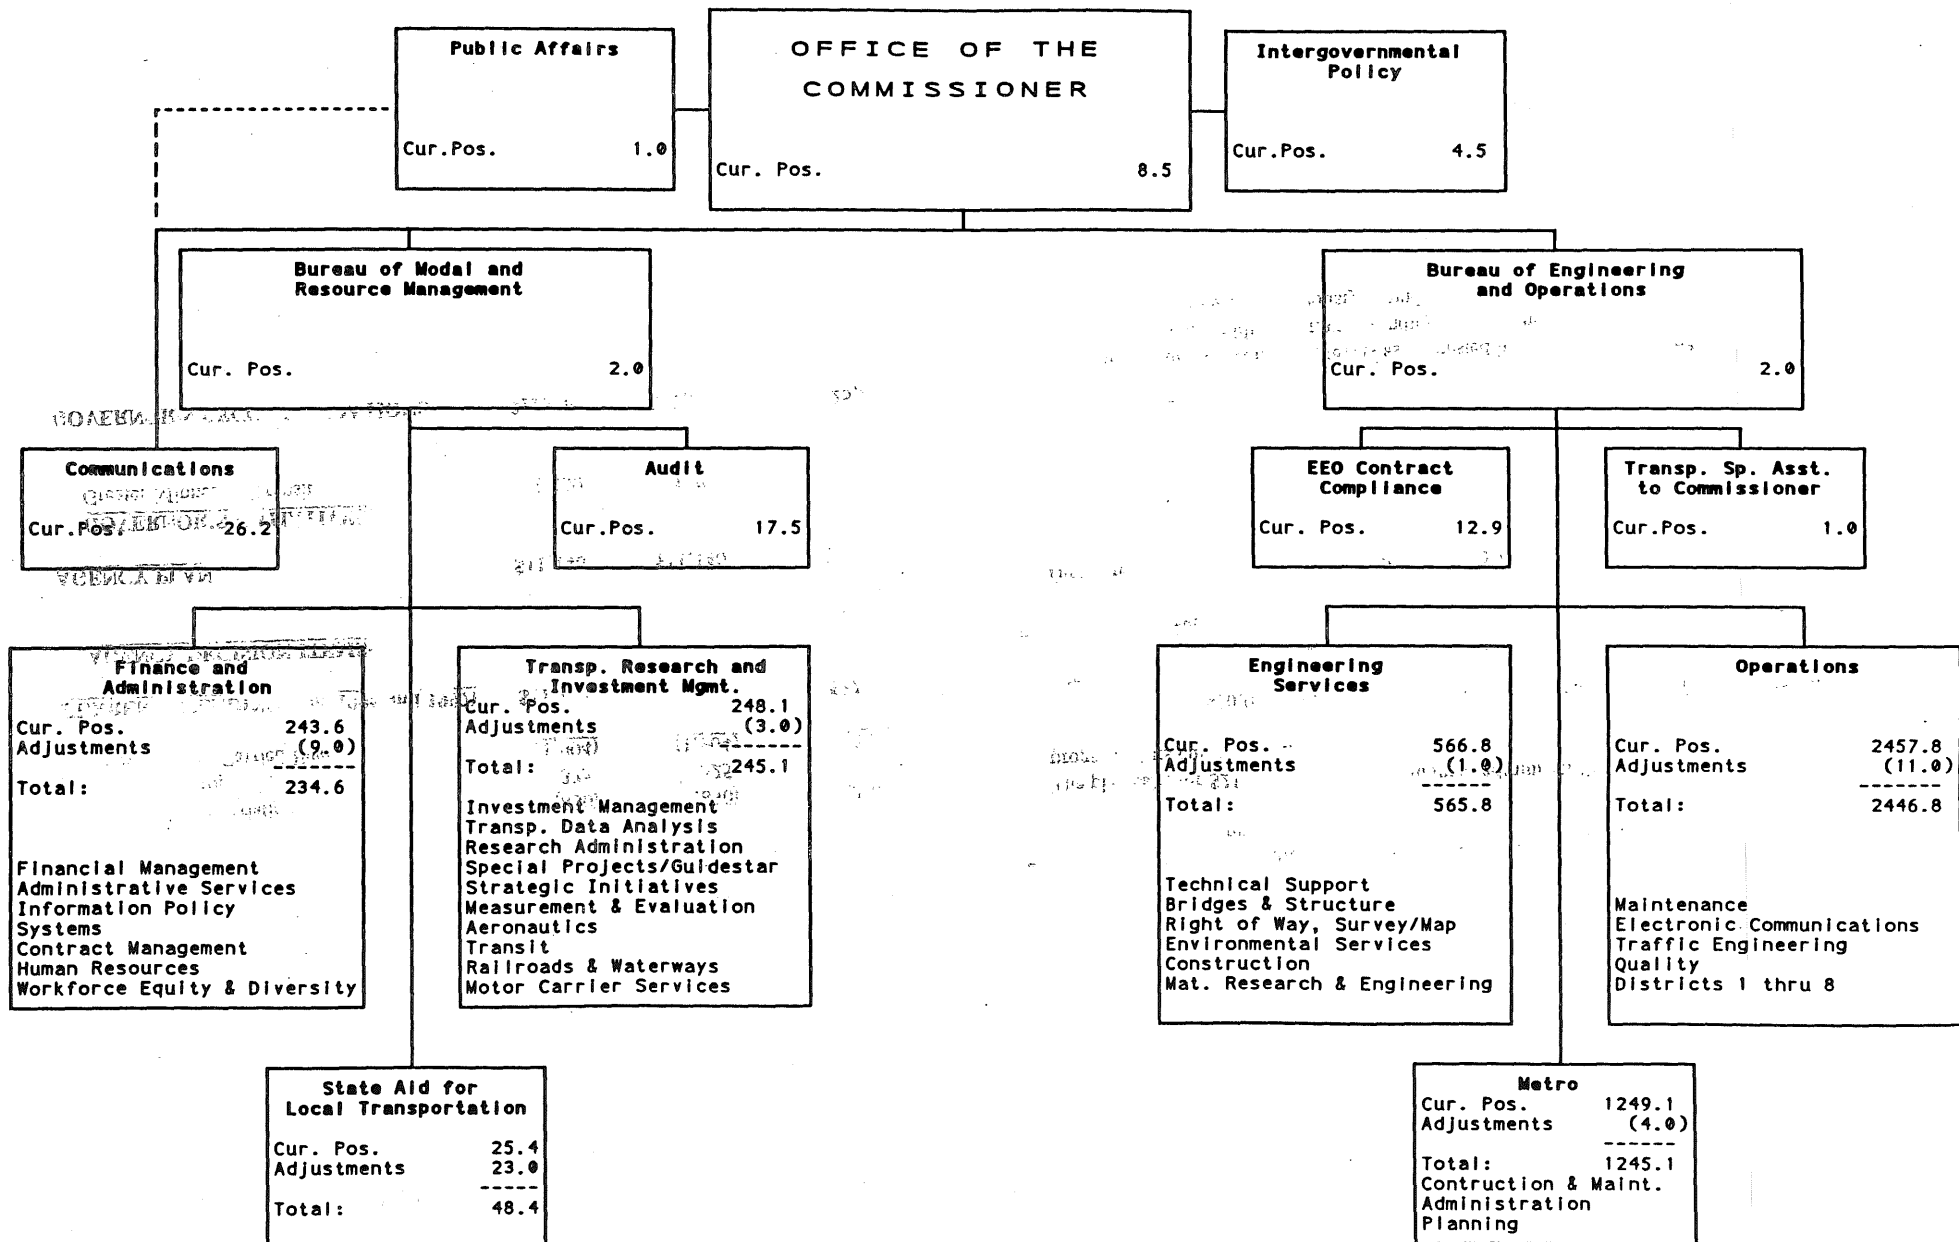 Public Affairs
Cur.Pos. 1.0
OFFICE OF THE
COMMISSIONER
Cur. Pos. 8.5
Intergovernmental
Policy
Cur.Pos. 4.5
Bureau of Modal and
Resource Management
Cur. Pos. 2.0
Bureau of Engineering
and Operations
Cur. Pos. 2.0
Communications
Cur.Pos. 26.2
Audit
Cur.Pos. 17.5
EEO Contract
Compliance
Cur. Pos. 12.9
Transp. Sp. Asst.
to Commissioner
Cur.Pos. 1.0
Finance and
Administration
Cur. Pos. 243.6
Adjustments (9.0)
-------
Total: 234.6
Financial Management
Administrative Services
Information Policy
Systems
Contract Management
Human Resources
Workforce Equity & Diversity
Transp. Research and
Investment Mgmt.
Cur. Pos. 248.1
Adjustments (3.0)
-------
Total: 245.1
Investment Management
Transp. Data Analysis
Research Administration
Special Projects/Guidestar
Strategic Initiatives
Measurement & Evaluation
Aeronautics
Transit
Railroads & Waterways
Motor Carrier Services
Engineering
Services
Cur. Pos. 566.8
Adjustments (1.0)
------
Total: 565.8
Technical Support
Bridges & Structure
Right of Way, Survey/Map
Environmental Services
Construction
Mat. Research & Engineering
Operations
Cur. Pos. 2457.8
Adjustments (11.0)
-------
Total: 2446.8
Maintenance
Electronic Communications
Traffic Engineering
Quality
Districts 1 thru 8
State Aid for
Local Transportation
Cur. Pos. 25.4
Adjustments 23.0
-----
Total: 48.4
Metro
Cur. Pos. 1249.1
Adjustments (4.0)
------
Total: 1245.1
Contruction & Maint.
Administration
Planning